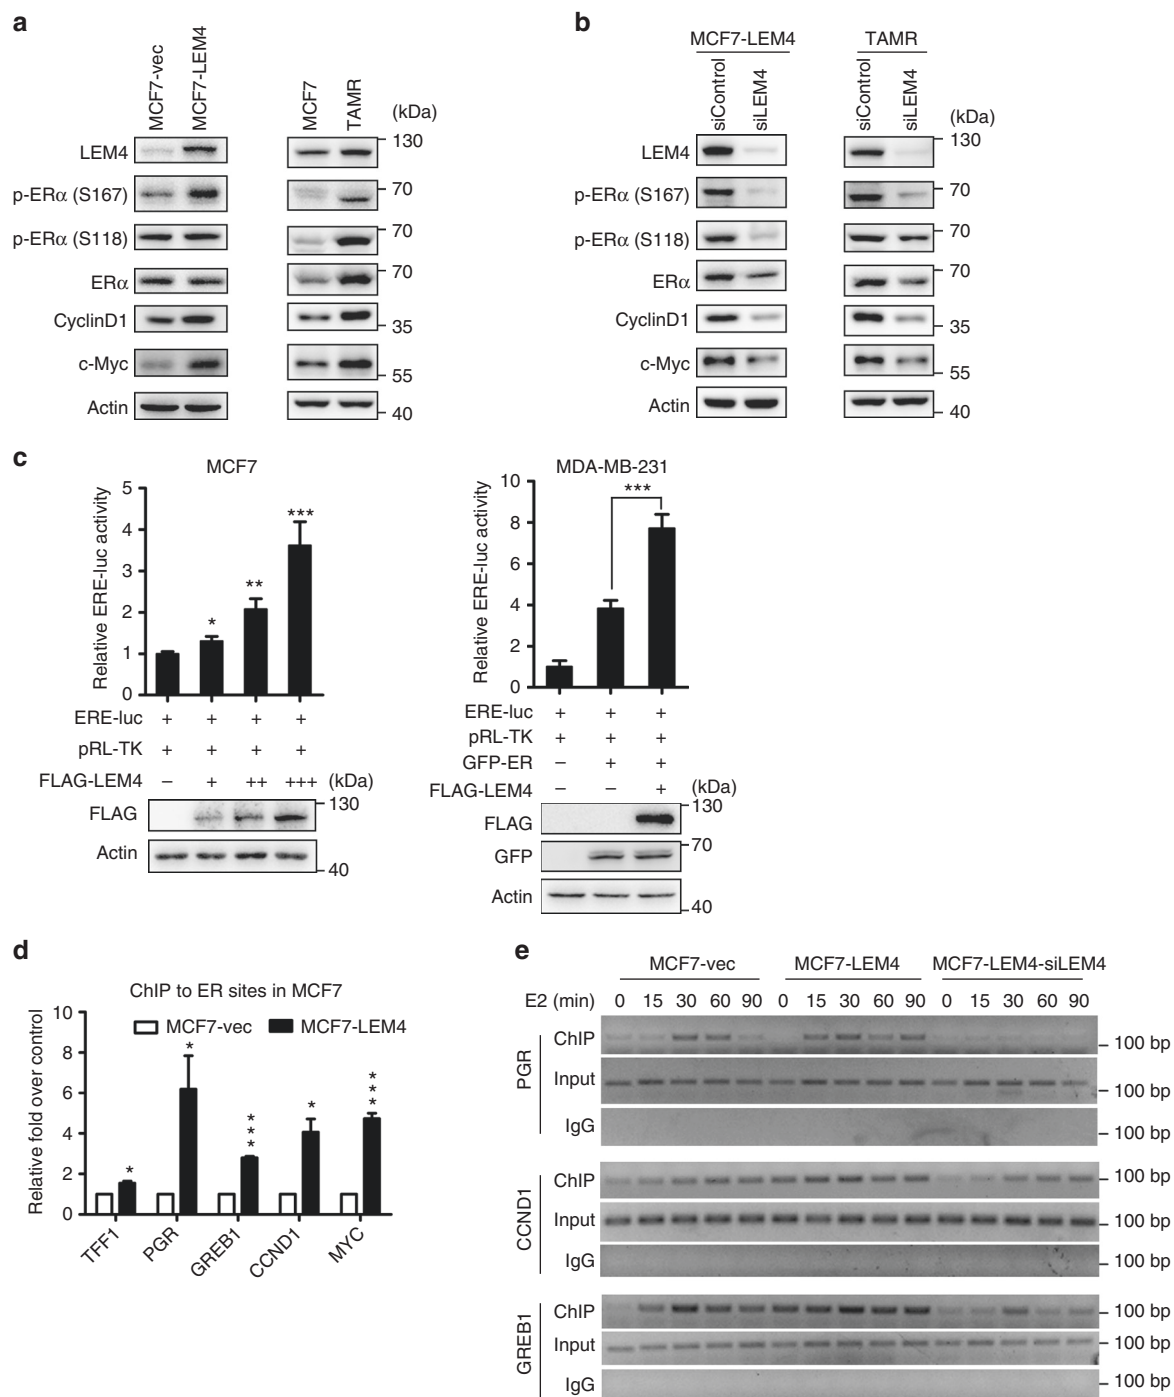 a
MCF7-vec
MCF7-LEM4
MCF7
TAMR
(kDa)
LEM4
130
p-ERα (S167)
70
p-ERα (S118)
70
ERα
70
CyclinD1
35
c-Myc
55
Actin
40
b
MCF7-LEM4
TAMR
siControl
siLEM4
siControl
siLEM4
(kDa)
LEM4
130
p-ERα (S167)
70
p-ERα (S118)
ERα
70
CyclinD1
35
c-Myc
55
Actin
40
c
MCF7
Relative ERE-luc activity
5
4
3
2
1
0
* ** ***
ERE-luc + + + +
pRL-TK + + + +
FLAG-LEM4 – + ++ +++ (kDa)
FLAG
130
Actin
40
MDA-MB-231
Relative ERE-luc activity
10
8
6
4
2
0
***
ERE-luc + + +
pRL-TK + + +
GFP-ER – + +
FLAG-LEM4 – – + (kDa)
FLAG
130
GFP
70
Actin
40
d
ChIP to ER sites in MCF7
MCF7-vec MCF7-LEM4
Relative fold over control
10
8
6
4
2
0
* * *** * ***
TFF1 PGR GREB1 CCND1 MYC
e
MCF7-vec MCF7-LEM4 MCF7-LEM4-siLEM4
E2 (min) 0 15 30 60 90 0 15 30 60 90 0 15 30 60 90
PGR
ChIP 100 bp
Input 100 bp
IgG 100 bp
CCND1
ChIP 100 bp
Input 100 bp
IgG 100 bp
GREB1
ChIP 100 bp
Input 100 bp
IgG 100 bp